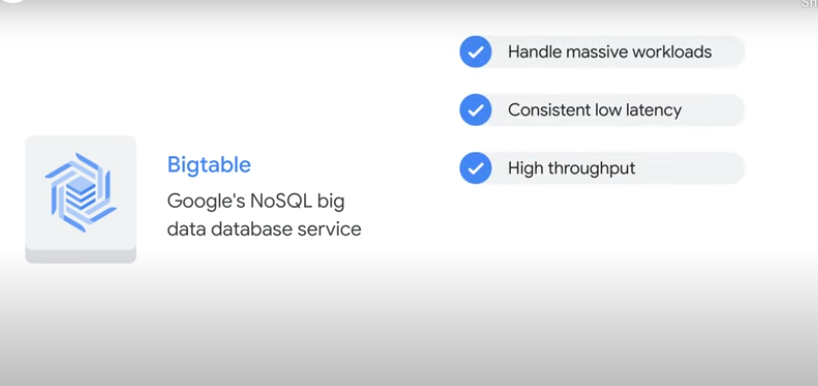 Handle massive workloads
Consistent low latency
High throughput
Bigtable
Google's NoSQL big
data database service